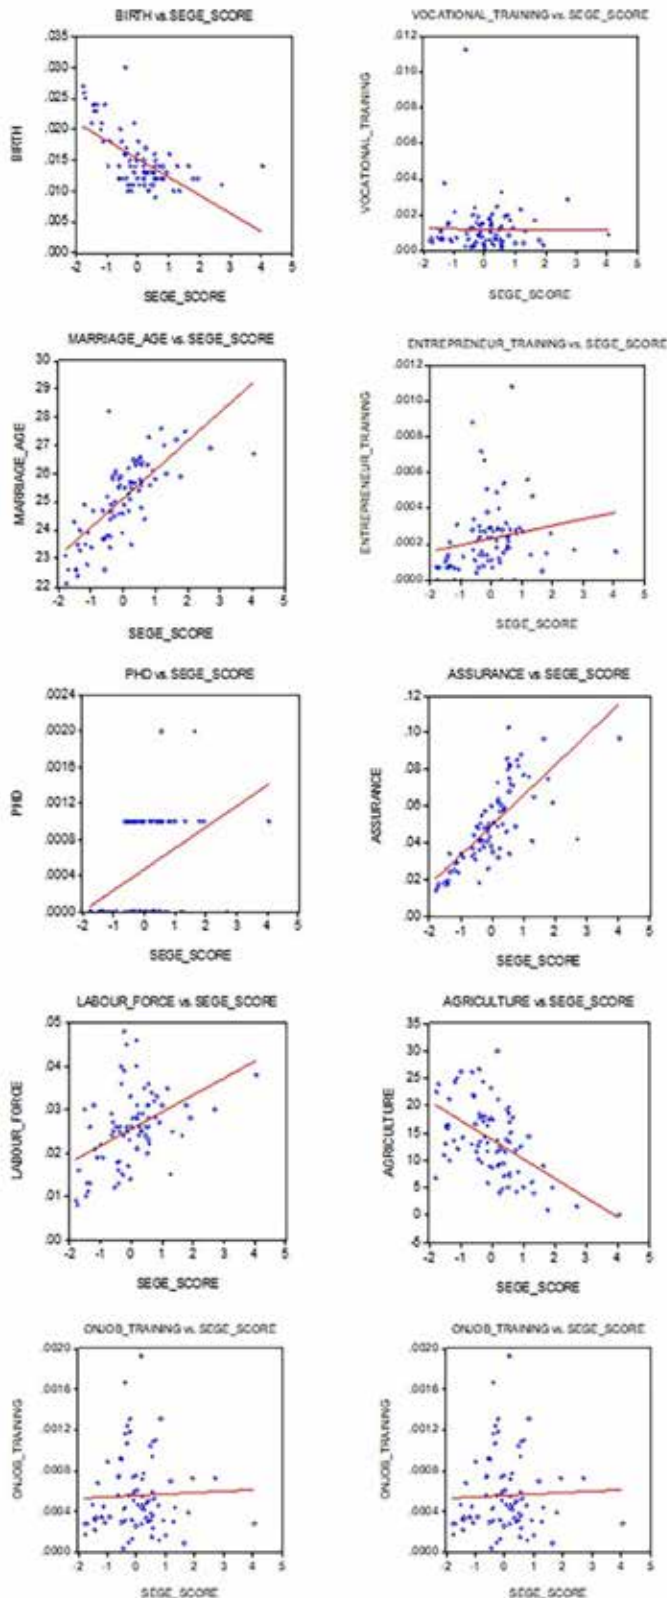 BIRTH vs. SEGE_SCORE
.035
.030
.025
.020
.015
.010
.005
.000
BIRTH
-2 -1 0 1 2 3 4 5
SEGE_SCORE
VOCATIONAL_TRAINING vs. SEGE_SCORE
.012
.010
.008
.006
.004
.002
.000
VOCATIONAL_TRAINING
-2 -1 0 1 2 3 4 5
SEGE_SCORE
MARRIAGE_AGE vs. SEGE_SCORE
30
29
28
27
26
25
24
23
22
MARRIAGE_AGE
-2 -1 0 1 2 3 4 5
SEGE_SCORE
ENTREPRENEUR_TRAINING vs. SEGE_SCORE
.0012
.0010
.0008
.0006
.0004
.0002
.0000
ENTREPRENEUR_TRAINING
-2 -1 0 1 2 3 4 5
SEGE_SCORE
PHD vs. SEGE_SCORE
.0024
.0020
.0016
.0012
.0008
.0004
.0000
PHD
-2 -1 0 1 2 3 4 5
SEGE_SCORE
ASSURANCE vs. SEGE_SCORE
.12
.10
.08
.06
.04
.02
.00
ASSURANCE
-2 -1 0 1 2 3 4 5
SEGE_SCORE
LABOUR_FORCE vs. SEGE_SCORE
.05
.04
.03
.02
.01
.00
LABOUR_FORCE
-2 -1 0 1 2 3 4 5
SEGE_SCORE
AGRICULTURE vs. SEGE_SCORE
35
30
25
20
15
10
5
0
-5
AGRICULTURE
-2 -1 0 1 2 3 4 5
SEGE_SCORE
ONJOB_TRAINING vs. SEGE_SCORE
.0020
.0016
.0012
.0008
.0004
.0000
ONJOB_TRAINING
-2 -1 0 1 2 3 4 5
SEGE_SCORE
ONJOB_TRAINING vs. SEGE_SCORE
.0020
.0016
.0012
.0008
.0004
.0000
ONJOB_TRAINING
-2 -1 0 1 2 3 4 5
SEGE_SCORE